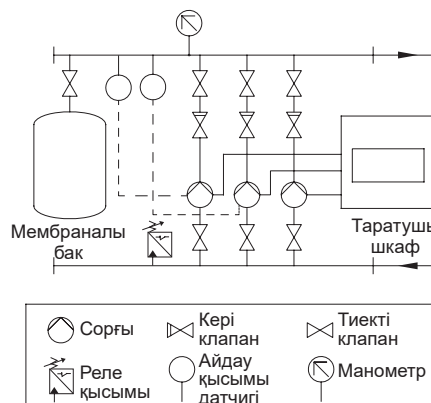 Мембраналы
бак
Таратушы
шкаф
Сорғы
Кері
клапан
Тиекті
клапан
Реле
қысымы
Айдау
қысымы
датчигі
Манометр